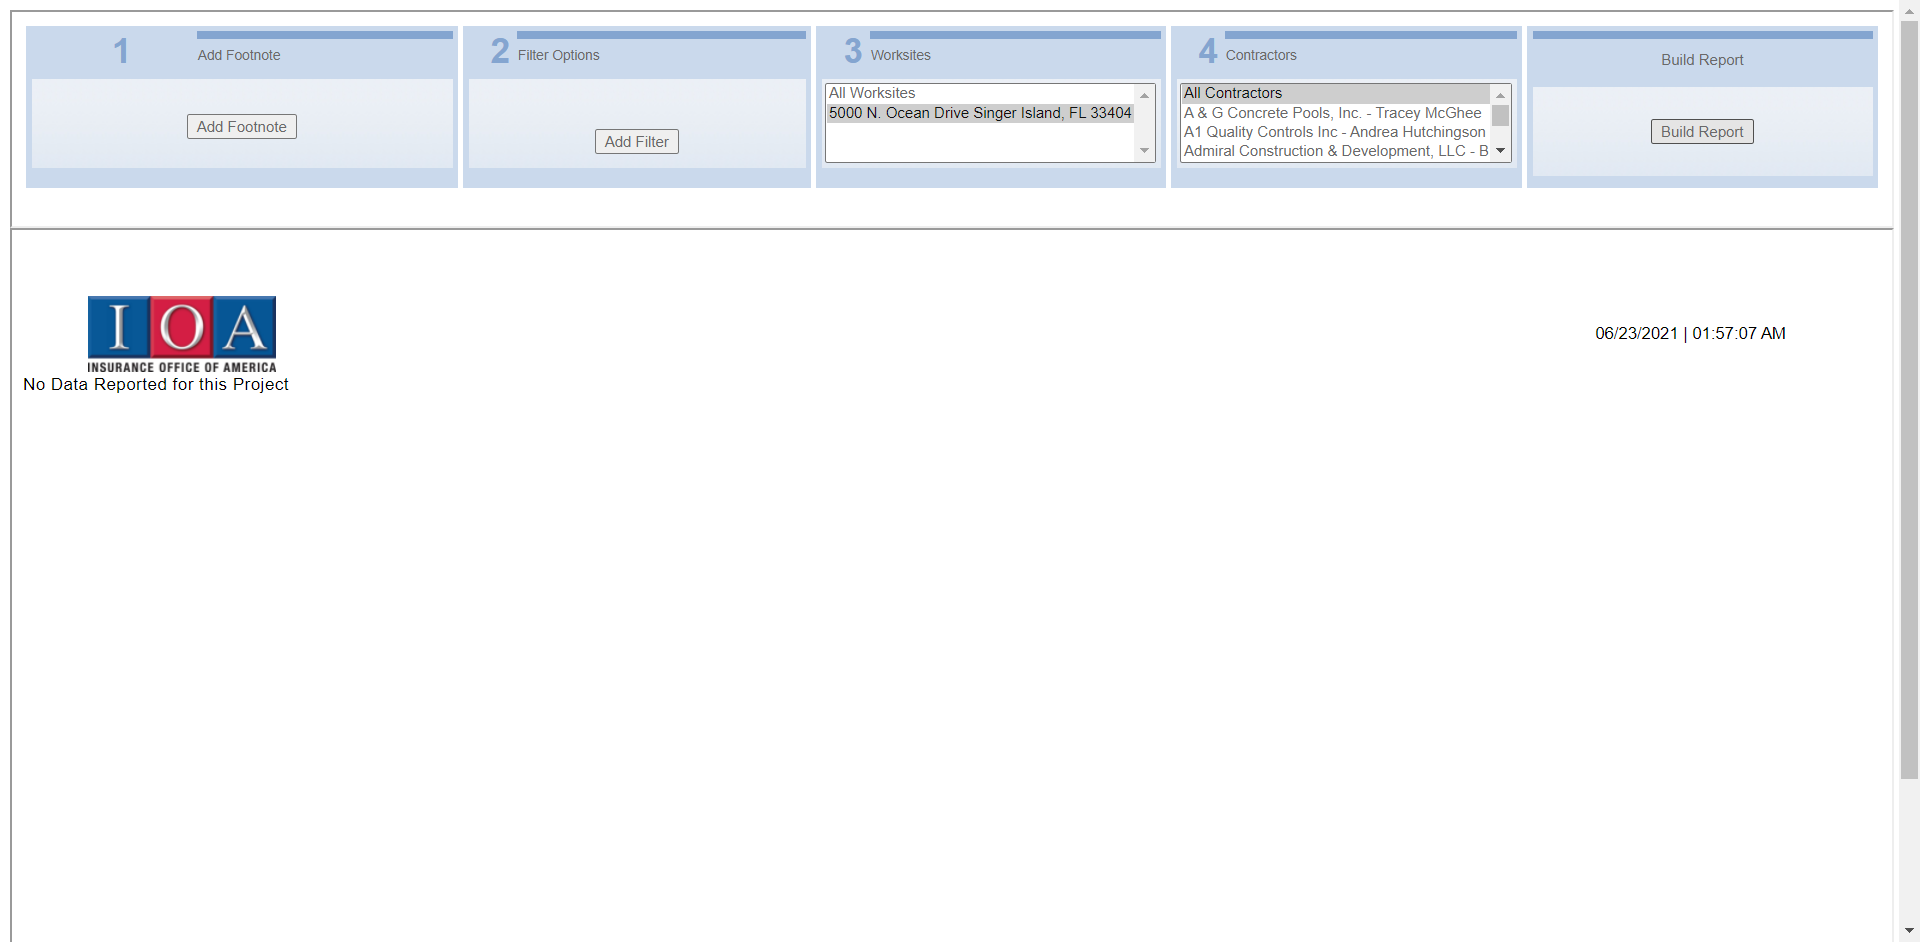 1 Add Footnote
Add Footnote
2 Filter Options
Add Filter
3 Worksites
All Worksites
5000 N. Ocean Drive Singer Island, FL 33404
4 Contractors
All Contractors
A & G Concrete Pools, Inc. - Tracey McGhee
A1 Quality Controls Inc - Andrea Hutchingson
Admiral Construction & Development, LLC - B
Build Report
Build Report
IOA
INSURANCE OFFICE OF AMERICA
06/23/2021 | 01:57:07 AM
No Data Reported for this Project